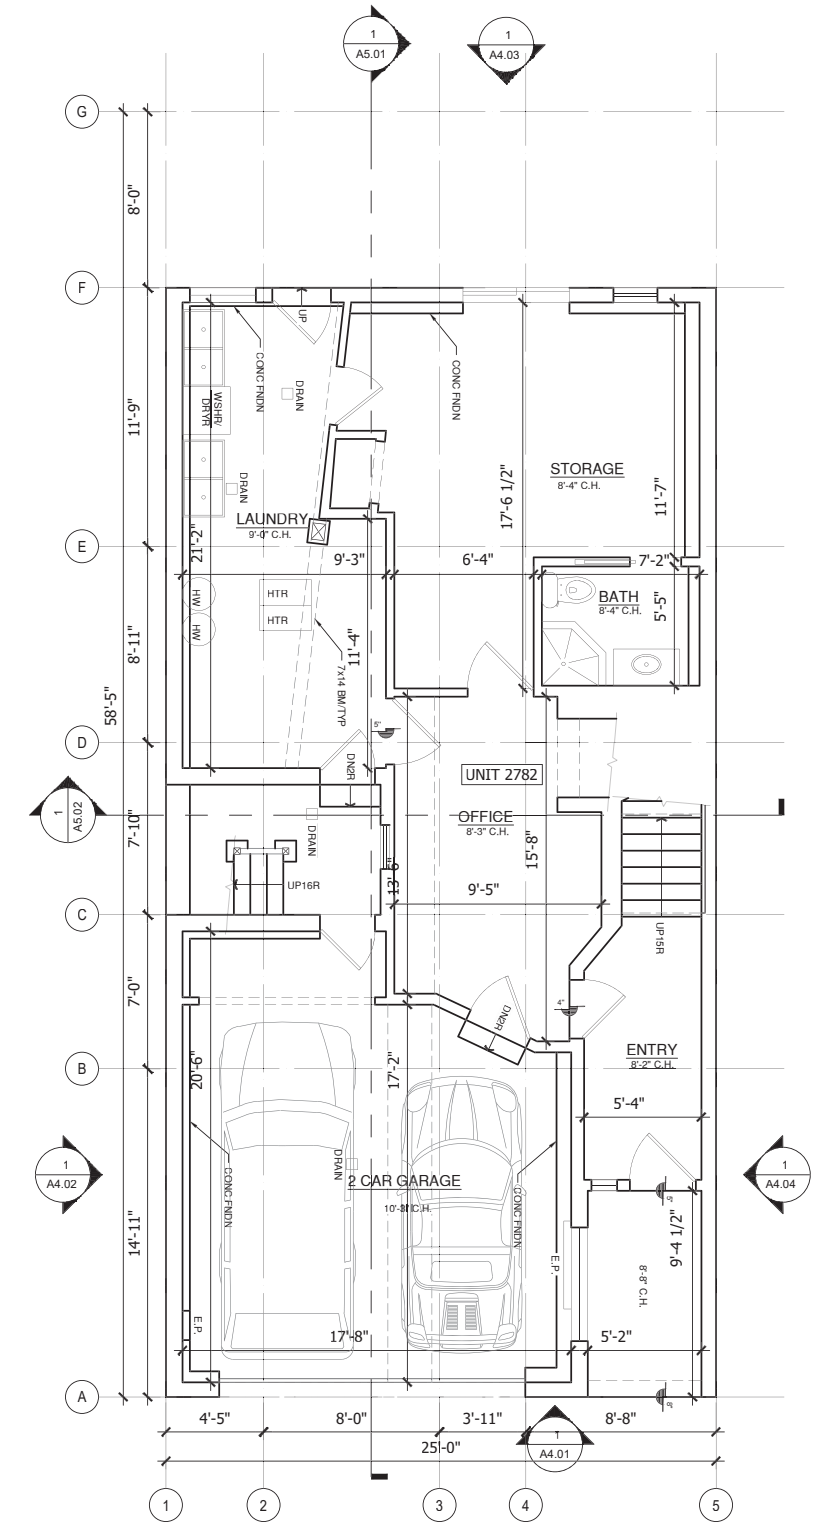 1
A5.01
1
A4.03
G
8'-0"
F
UP
CONC FNDN
CONC FNDN
DRAIN
WSHR/
DRYR
11'-9"
STORAGE
8'-4" C.H.
17'-6 1/2"
11'-7"
DRAIN
LAUNDRY
9'-0" C.H.
21'-2"
E
9'-3"
6'-4"
7'-2"
HW
HTR
BATH
8'-4" C.H.
5'-5"
HW
HTR
8'-11"
11'-4"
7x14 BM/TYP
58'-5"
5"
D
DN2R
UNIT 2782
1
A5.02
7'-10"
DRAIN
OFFICE
8'-3" C.H.
15'-8"
13'-6"
UP16R
9'-5"
C
UP15R
7'-0"
4"
DN2R
ENTRY
8'-2" C.H.
B
20'-6"
17'-2"
5'-4"
1
A4.02
DRAIN
2 CAR GARAGE
10'-3" C.H.
CONC FNDN
CONC FNDN
1
A4.04
5"
14'-11"
9'-4 1/2"
E.P.
8'-8" C.H.
E.P.
17'-8"
5'-2"
A
8"
4'-5"
8'-0"
3'-11"
8'-8"
1
A4.01
25'-0"
1
2
3
4
5